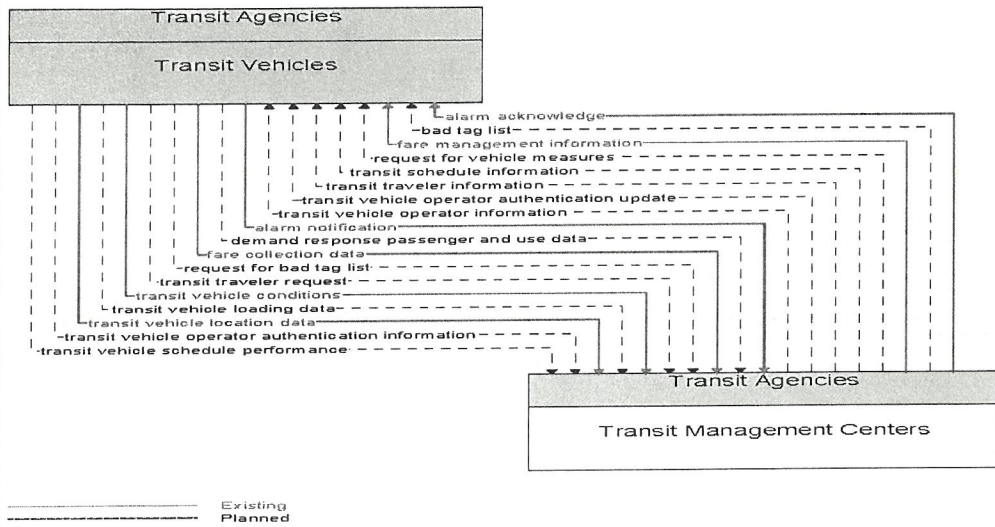 Transit Agencies
Transit Vehicles
alarm acknowledge
bad tag list
fare management information
request for vehicle measures
transit schedule information
transit traveler information
transit vehicle operator authentication update
transit vehicle operator information
alarm notification
demand response passenger and use data
fare collection data
request for bad tag list
transit traveler request
transit vehicle conditions
transit vehicle loading data
transit vehicle location data
transit vehicle operator authentication information
transit vehicle schedule performance
Transit Agencies
Transit Management Centers
Existing
Planned